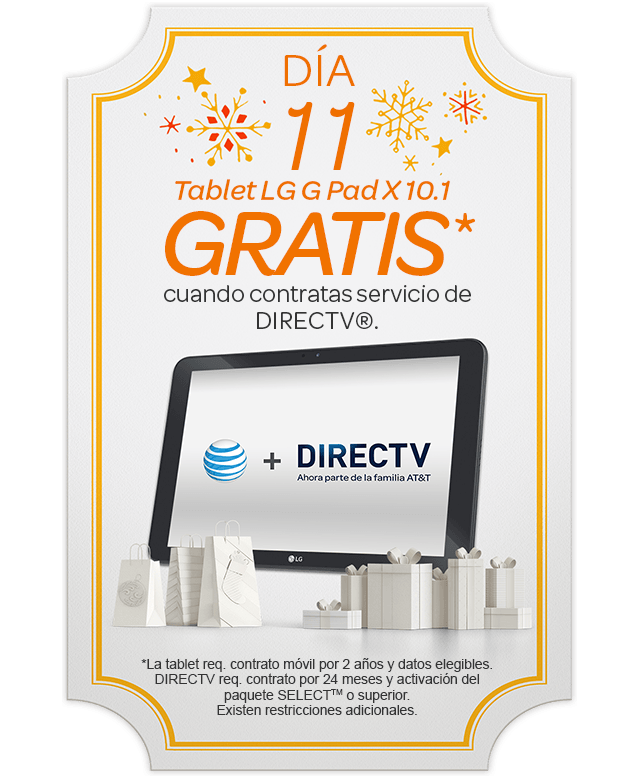 DÍA
11
Tablet LG G Pad X 10.1
GRATIS*
cuando contratas servicio de
DIRECTV®.
+ DIRECTV
Ahora parte de la familia AT&T
LG
*La tablet req. contrato móvil por 2 años y datos elegibles.
DIRECTV req. contrato por 24 meses y activación del
paquete SELECT™ o superior.
Existen restricciones adicionales.